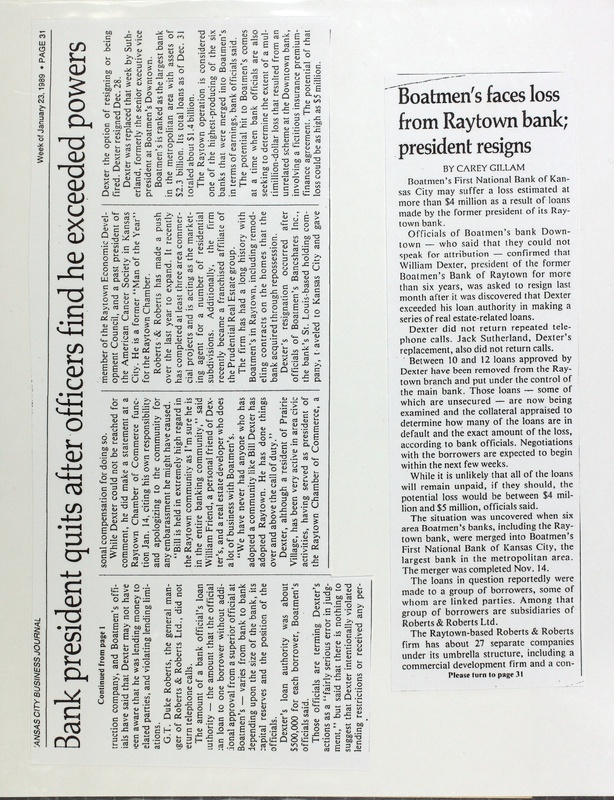 Boatmen's faces loss
from Raytown bank;
president resigns
BY CAREY GILLAM
Boatmen's First National Bank of Kan-
sas City may suffer a loss estimated at
more than $4 million as a result of loans
made by the former president of its Ray-
town bank.
Officials of Boatmen's bank Down-
town — who said that they could not
speak for attribution — confirmed that
William Dexter, president of the former
Boatmen's Bank of Raytown for more
than six years, was asked to resign last
month after it was discovered that Dexter
exceeded his loan authority in making a
series of real estate-related loans.
Dexter did not return repeated tele-
phone calls. Jack Sutherland, Dexter's
replacement, also did not return calls.
Between 10 and 12 loans approved by
Dexter have been removed from the Ray-
town branch and put under the control of
the main bank. Those loans — some of
which are unsecured — are now being
examined and the collateral appraised to
determine how many of the loans are in
default and the exact amount of the loss,
according to bank officials. Negotiations
with the borrowers are expected to begin
within the next few weeks.
While it is unlikely that all of the loans
will remain unpaid, if they should, the
potential loss would be between $4 mil-
lion and $5 million, officials said.
The situation was uncovered when six
area Boatmen's banks, including the Ray-
town bank, were merged into Boatmen's
First National Bank of Kansas City, the
largest bank in the metropolitan area.
The merger was completed Nov. 14.
The loans in question reportedly were
made to a group of borrowers, some of
whom are linked parties. Among that
group of borrowers are subsidiaries of
Roberts & Roberts Ltd.
The Raytown-based Roberts & Roberts
firm has about 27 separate companies
under its umbrella structure, including a
commercial development firm and a con-
Please turn to page 31
ANSAS CITY BUSINESS JOURNAL
Week of January 23, 1989 • PAGE 31
Bank president quits after officers find he exceeded powers
Continued from page 1
truction company, and Boatmen's offi-
ials have said that Dexter may not have
een aware that he was lending money to
elated parties, and violating lending limi-
ations.
G.T. Duke Roberts, the general man-
ger of Roberts & Roberts Ltd., did not
eturn telephone calls.
The amount of a bank official's loan
uthority — the amount that the official
an loan to one borrower without addi-
ional approval from a superior official at
Boatmen's — varies from bank to bank
depending upon the size of the bank, its
capital reserves and the position of the
officials.
Dexter's loan authority was about
$500,000 for each borrower, Boatmen's
officials said.
Those officials are terming Dexter's
actions as a "fairly serious error in judg-
ment," but said that there is nothing to
suggest that Dexter intentionally violated
lending restrictions or received any per-
sonal compensation for doing so.
While Dexter could not be reached for
comment, he did make a statement at a
Raytown Chamber of Commerce func-
tion Jan. 14, citing his own responsibility
and apologizing to the community for
any embarrassment he might have caused.
"Bill is held in extremely high regard in
the Raytown community as I'm sure he is
in the entire banking community," said
William Friend, a personal friend of Dex-
ter's, and a real estate developer who does
a lot of business with Boatmen's.
"We have never had anyone who has
adopted a community like Bill Dexter has
adopted Raytown. He has done things
over and above the call of duty."
Dexter, although a resident of Prairie
Village, has been very active in area civic
activities, having served as president of
the Raytown Chamber of Commerce, a
member of the Raytown Economic Devel-
opment Council, and a past president of
the American Cancer Society in Kansas
City. He is a former "Man of the Year"
for the Raytown Chamber.
Roberts & Roberts has made a push
over the last year to expand. It recently
has completed at least three area commer-
cial projects and is acting as the market-
ing agent for a number of residential
subdivisions. Additionally, the firm
recently became a franchised affiliate of
the Prudential Real Estate group.
The firm has had a long history with
Boatmen's in Raytown, including remod-
eling contracts on the homes that the
bank acquired through repossession.
Dexter's resignation occurred after
officials of Boatmen's Bancshares Inc.,
the bank's St. Louis-based holding com-
pany, t aveled to Kansas City and gave
Dexter the option of resigning or being
fired. Dexter resigned Dec. 28.
Dexter was replaced that week by Suth-
erland, formerly the senior executive vice
president at Boatmen's Downtown.
Boatmen's is ranked as the largest bank
in the metropolitan area with assets of
$2.3 billion. Its total loans as of Dec. 31
totaled about $1.4 billion.
The Raytown operation is considered
one of the highest-producing of the six
banks that were merged into Boatmen's
in terms of earnings, bank officials said.
The potential hit to Boatmen's comes
at a time when bank officials are also
seeking to determine the extent of a mul-
timillion-dollar loss that resulted from an
unrelated scheme at the Downtown bank,
involving a fictitious insurance premium-
finance agreement. The potential of that
loss could be as high as $5 million.